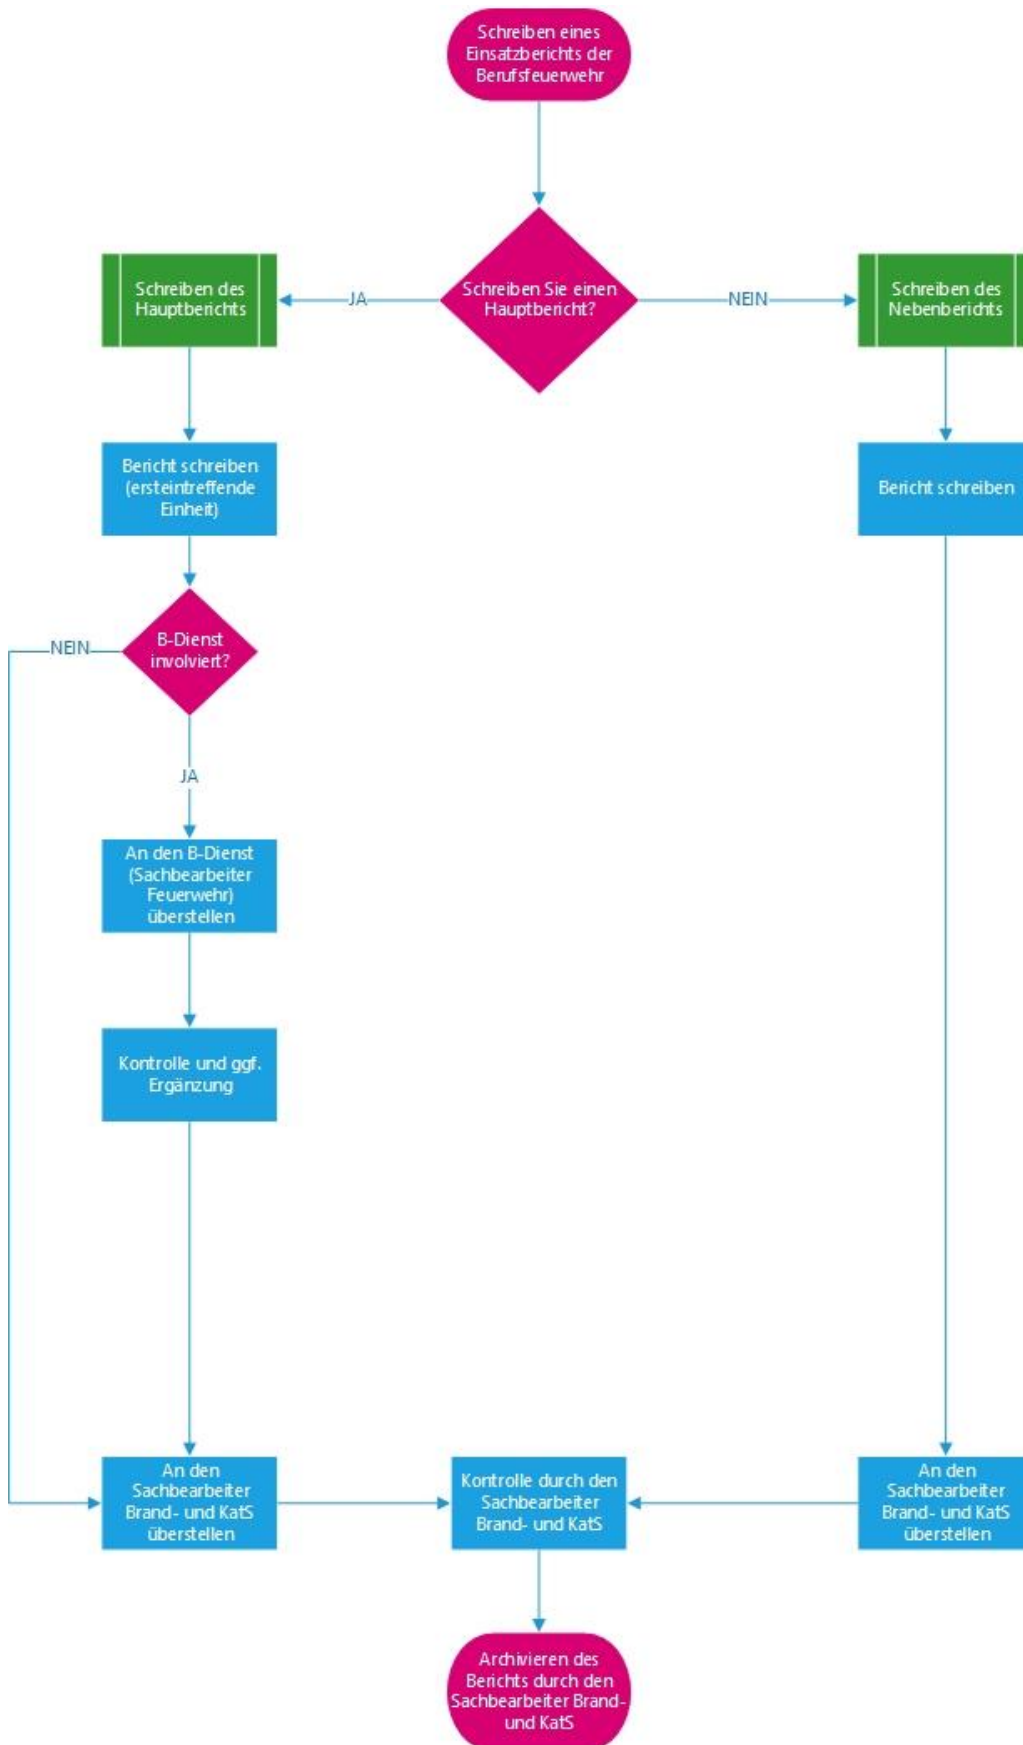 Schreiben eines
Einsatzberichts der
Berufsfeuerwehr
Schreiben des
Hauptberichts
JA
Schreiben Sie einen
Hauptbericht?
NEIN
Schreiben des
Nebenberichts
Bericht schreiben
(ersteintreffende
Einheit)
Bericht schreiben
NEIN
B-Dienst
involviert?
JA
An den B-Dienst
(Sachbearbeiter
Feuerwehr)
überstellen
Kontrolle und ggf.
Ergänzung
An den
Sachbearbeiter
Brand- und KatS
überstellen
Kontrolle durch den
Sachbearbeiter
Brand- und KatS
An den
Sachbearbeiter
Brand- und KatS
überstellen
Archivieren des
Berichts durch den
Sachbearbeiter Brand-
und KatS